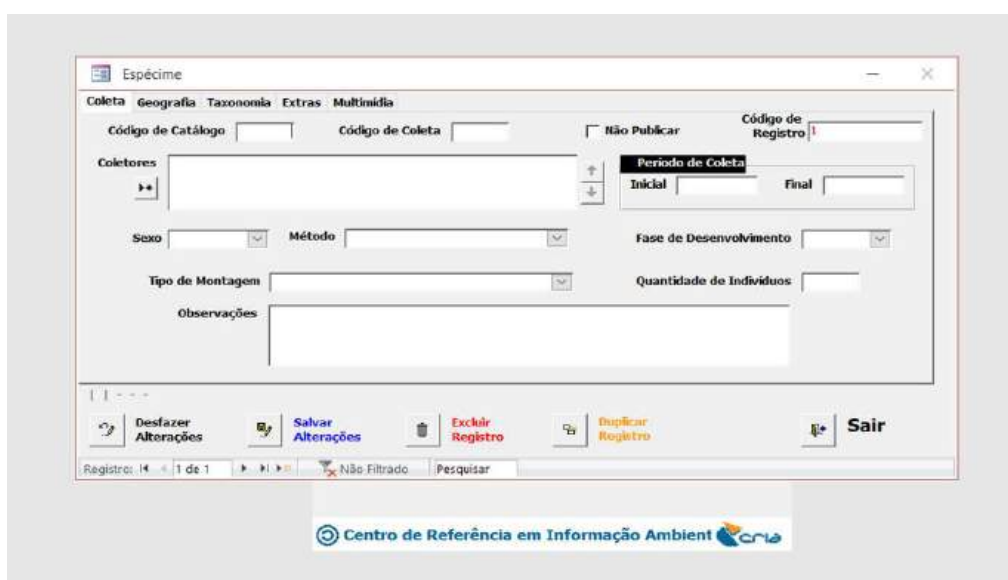 Espécime
Coleta Geografia Taxonomia Extras Multimídia
Código de Catálogo Código de Coleta Não Publicar Código de Registro 1
Coletores Período de Coleta
Inicial Final
Sexo Método Fase de Desenvolvimento
Tipo de Montagem Quantidade de Indivíduos
Observações
[ ] - - -
Desfazer Alterações Salvar Alterações Excluir Registro Duplicar Registro Sair
Registro: 1 de 1 Não Filtrado Pesquisar
Centro de Referência em Informação Ambient cria